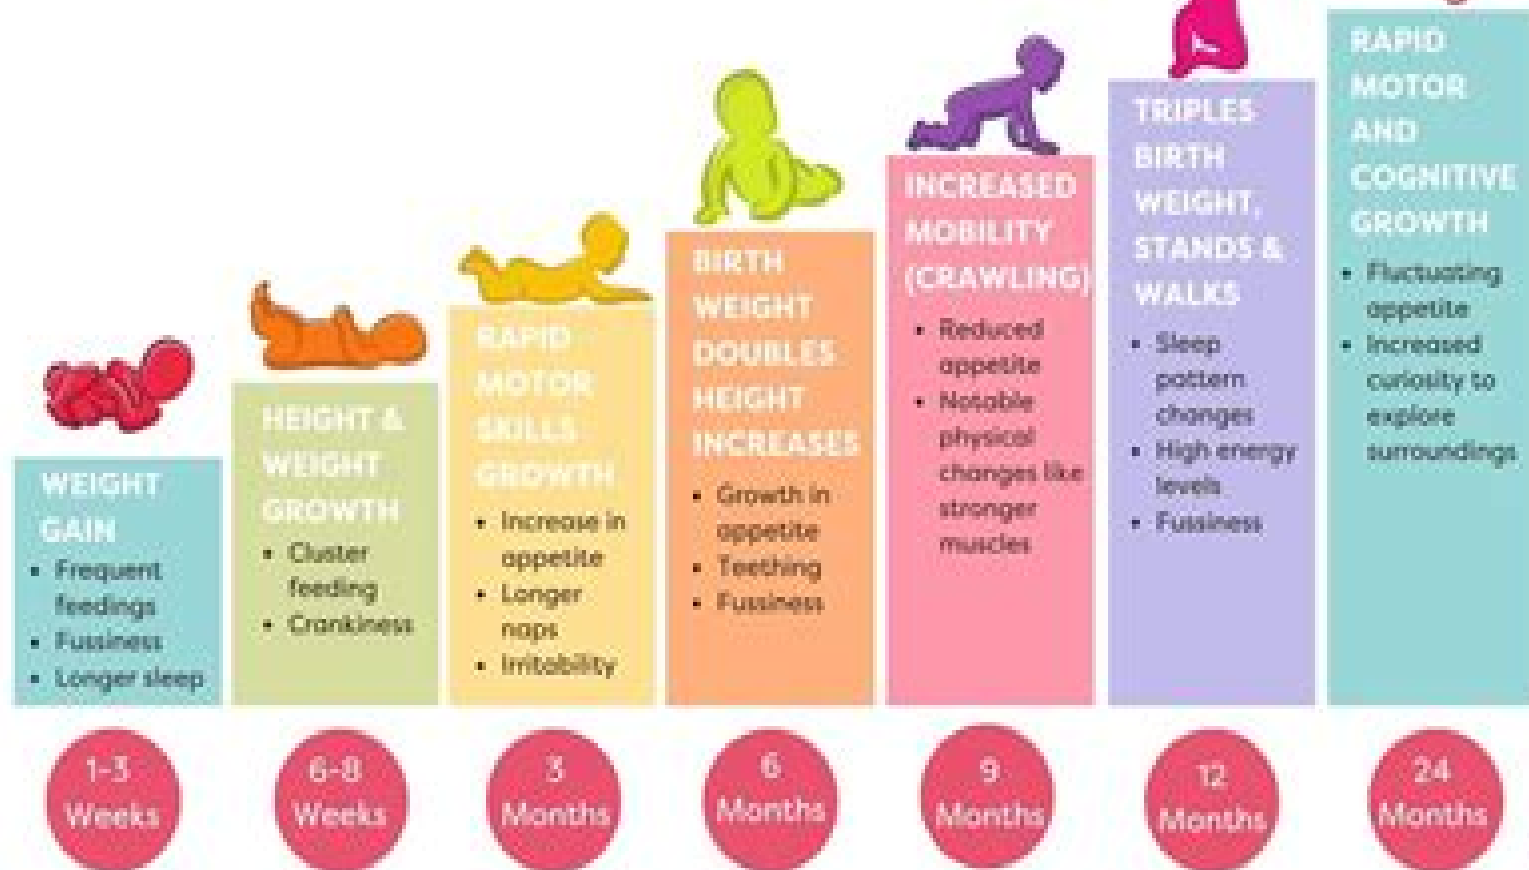 WEIGHT
GAIN
• Frequent
feedings
• Fussiness
• Longer sleep
1-3
Weeks
HEIGHT &
WEIGHT
GROWTH
• Cluster
feeding
• Crankiness
6-8
Weeks
RAPID
MOTOR
SKILLS
GROWTH
• Increase in
appetite
• Longer
naps
• Irritability
3
Months
BIRTH
WEIGHT
DOUBLES
HEIGHT
INCREASES
• Growth in
appetite
• Teething
• Fussiness
6
Months
INCREASED
MOBILITY
(CRAWLING)
• Reduced
appetite
• Notable
physical
changes like
stronger
muscles
9
Months
TRIPLES
BIRTH
WEIGHT,
STANDS &
WALKS
• Sleep
pattern
changes
• High energy
levels
• Fussiness
12
Months
RAPID
MOTOR
AND
COGNITIVE
GROWTH
• Fluctuating
appetite
• Increased
curiosity to
explore
surroundings
24
Months